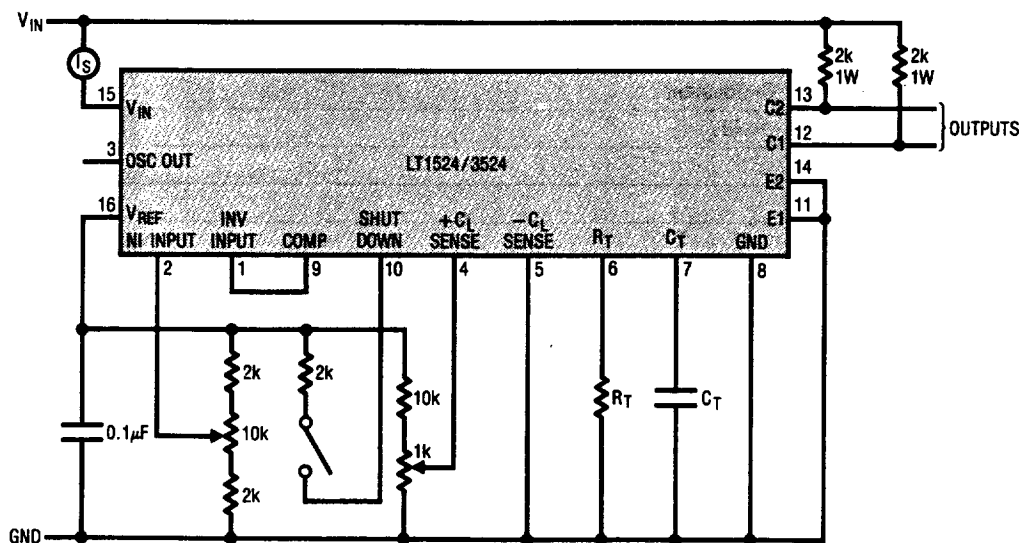 VIN
IS
2k
1W
2k
1W
15
VIN
C2
13
3
OSC OUT
LT1524/3524
C1
12
OUTPUTS
E2
14
16
VREF
E1
11
NI INPUT
INV
INPUT
COMP
SHUT
DOWN
+CL
SENSE
−CL
SENSE
RT
CT
GND
2
1
9
10
4
5
6
7
8
2k
2k
10k
RT
CT
0.1μF
10k
1k
2k
GND